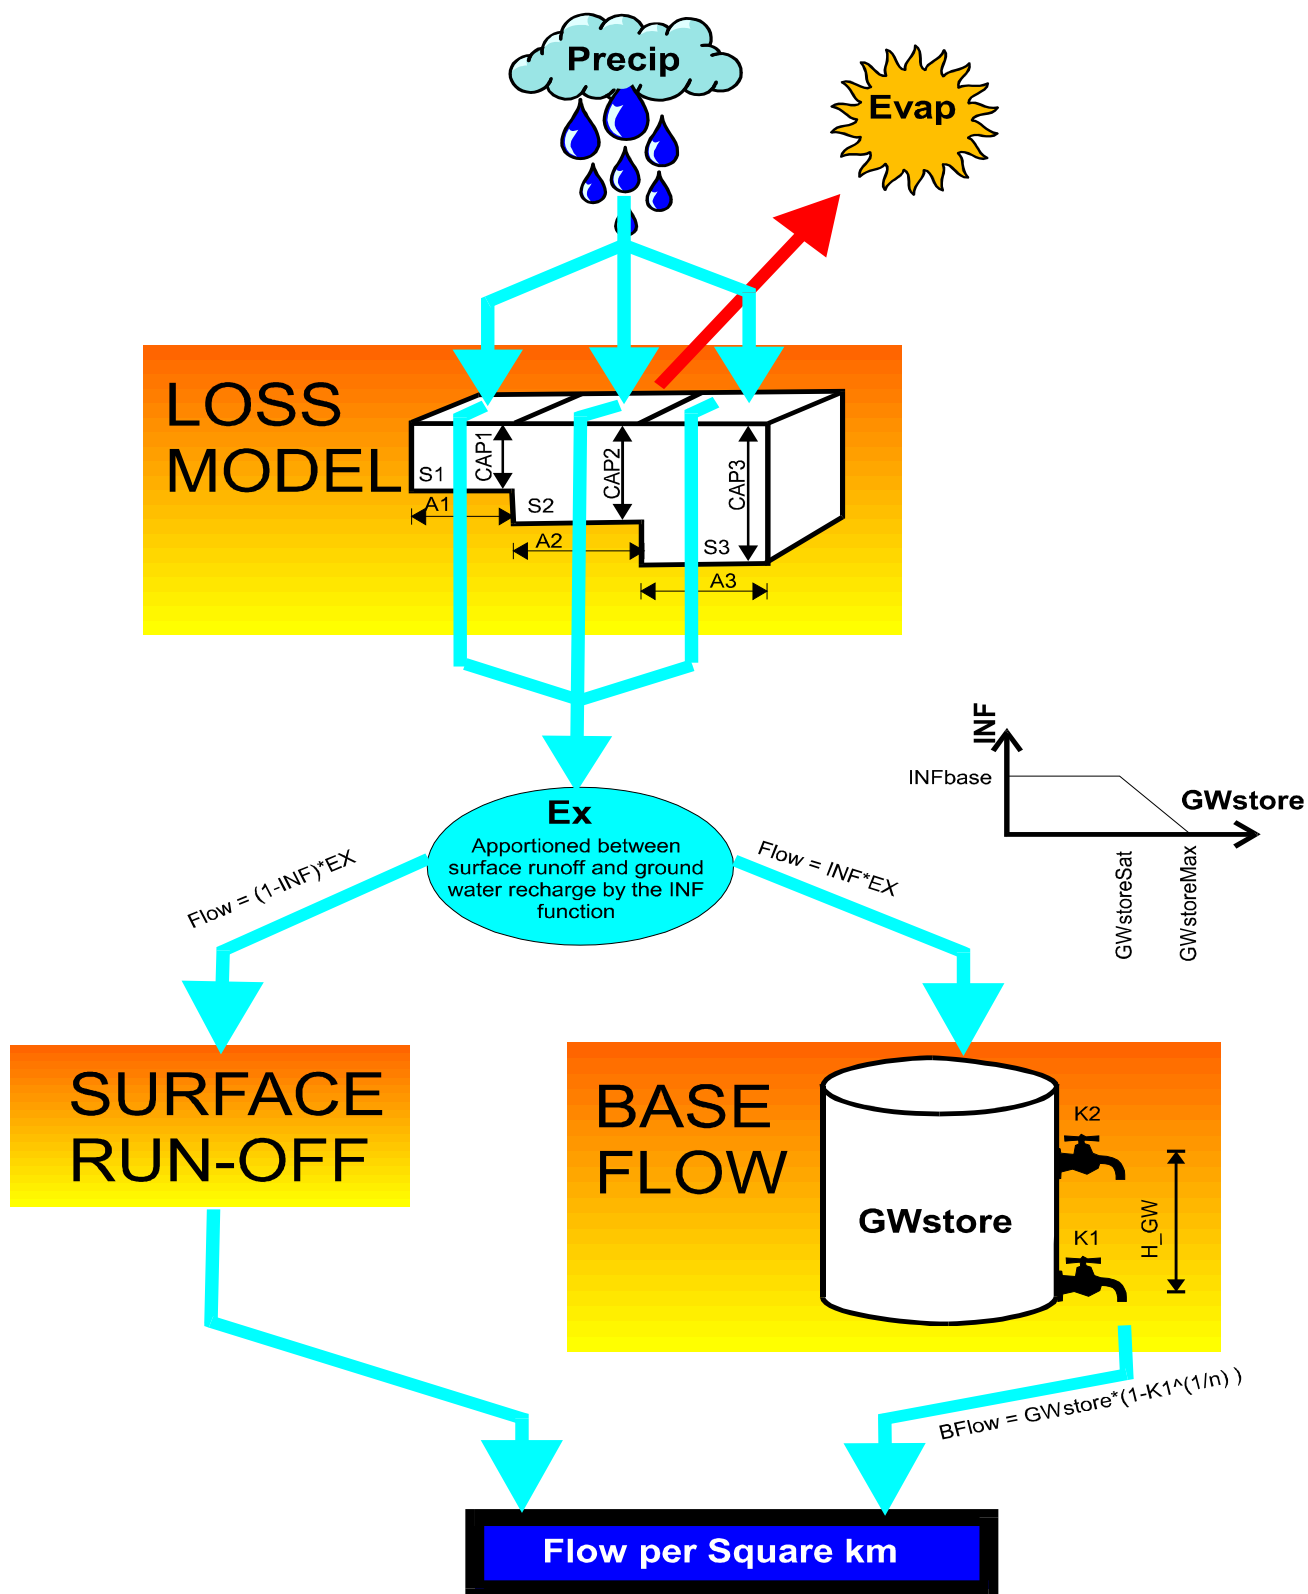 Precip
Evap
LOSS
MODEL
CAP1
CAP2
CAP3
S1
S2
S3
A1
A2
A3
INF
INFbase
GWstore
GWstoreSat
GWstoreMax
Ex
Apportioned between
surface runoff and ground
water recharge by the INF
function
Flow = (1-INF)*EX
Flow = INF*EX
SURFACE
RUN-OFF
BASE
FLOW
GWstore
K2
K1
H_GW
BFlow = GWstore*(1-K1^(1/n) )
Flow per Square km